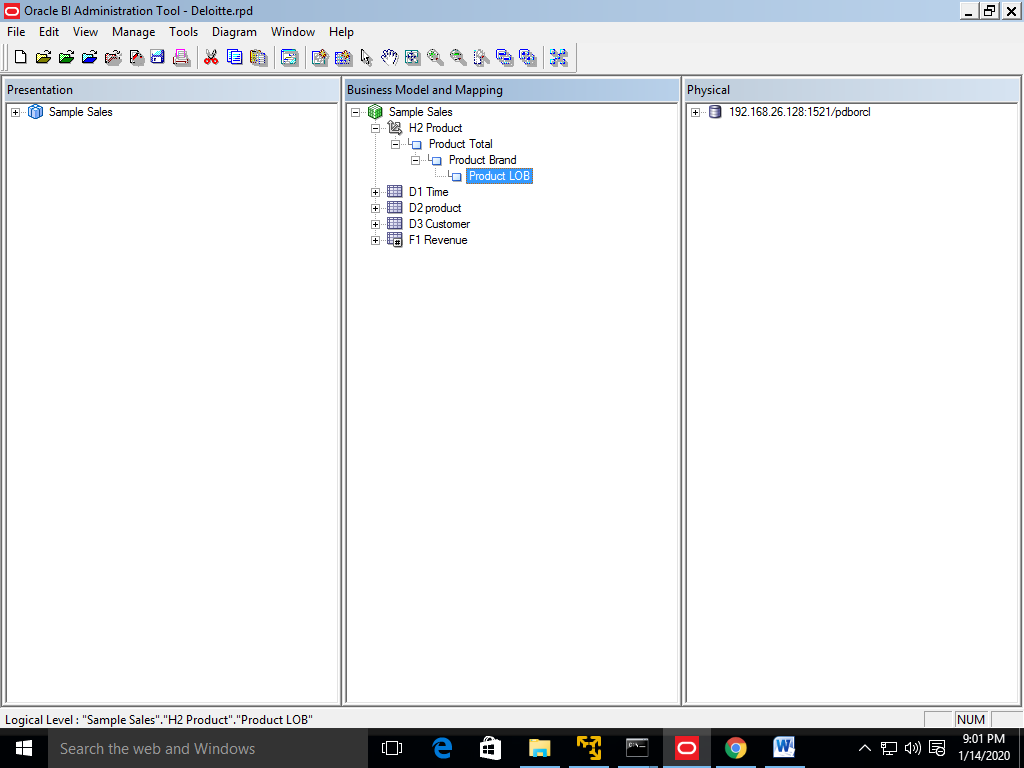 Oracle BI Administration Tool - Deloitte.rpd
File Edit View Manage Tools Diagram Window Help
Presentation
Sample Sales
Business Model and Mapping
Sample Sales
H2 Product
Product Total
Product Brand
Product LOB
D1 Time
D2 product
D3 Customer
F1 Revenue
Physical
192.168.26.128:1521/pdborcl
Logical Level : "Sample Sales"."H2 Product"."Product LOB"
NUM
Search the web and Windows
9:01 PM
1/14/2020